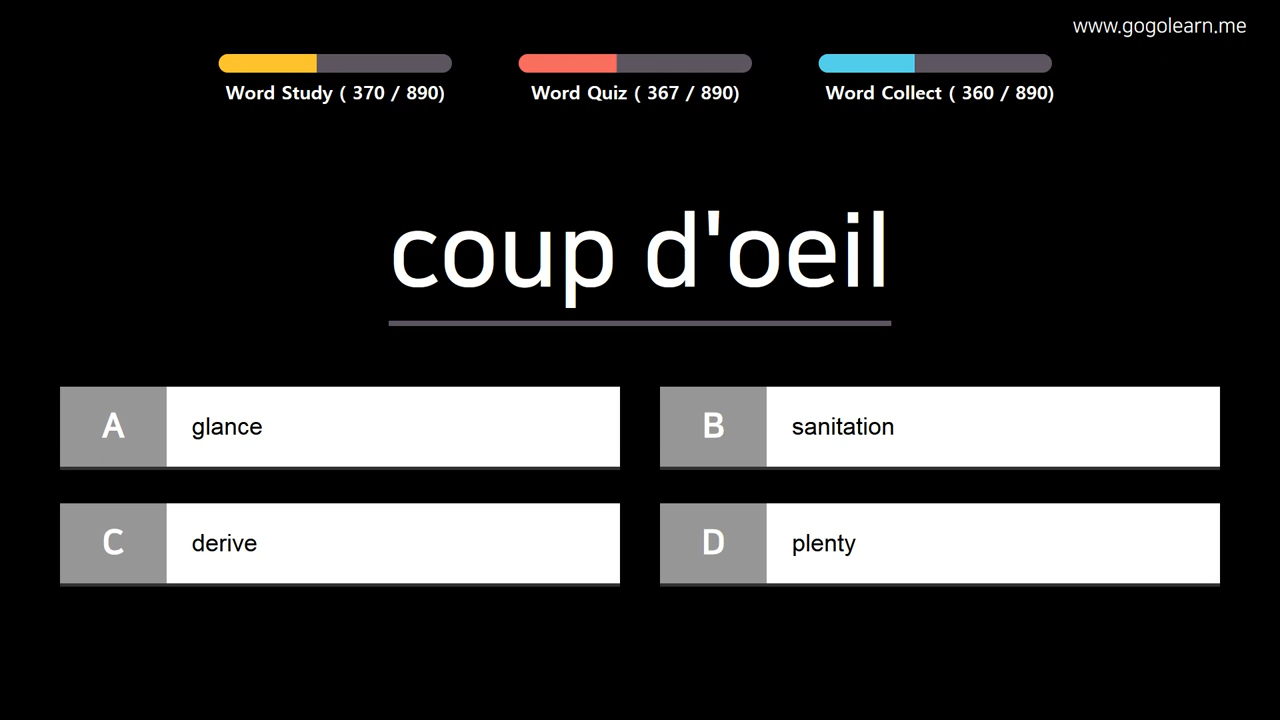 www.gogolearn.me
Word Study ( 370 / 890)
Word Quiz ( 367 / 890)
Word Collect ( 360 / 890)
coup d'oeil
A glance
B sanitation
C derive
D plenty